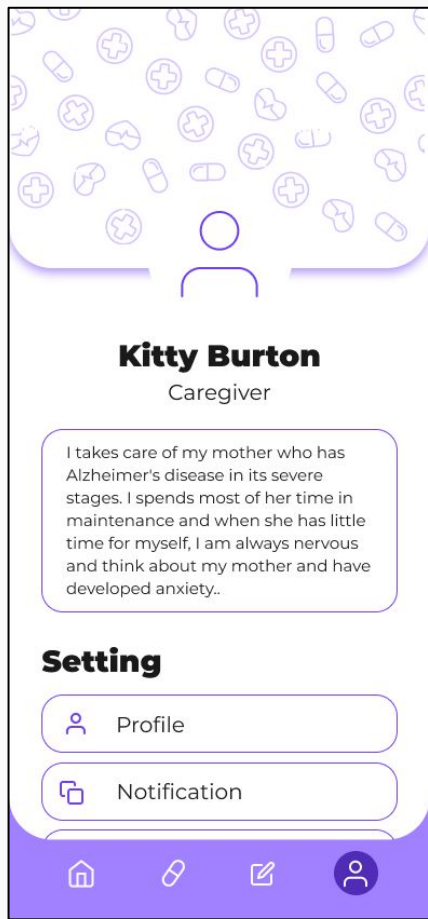 Kitty Burton
Caregiver
I takes care of my mother who has
Alzheimer's disease in its severe
stages. I spends most of her time in
maintenance and when she has little
time for myself, I am always nervous
and think about my mother and have
developed anxiety..
Setting
Profile
Notification